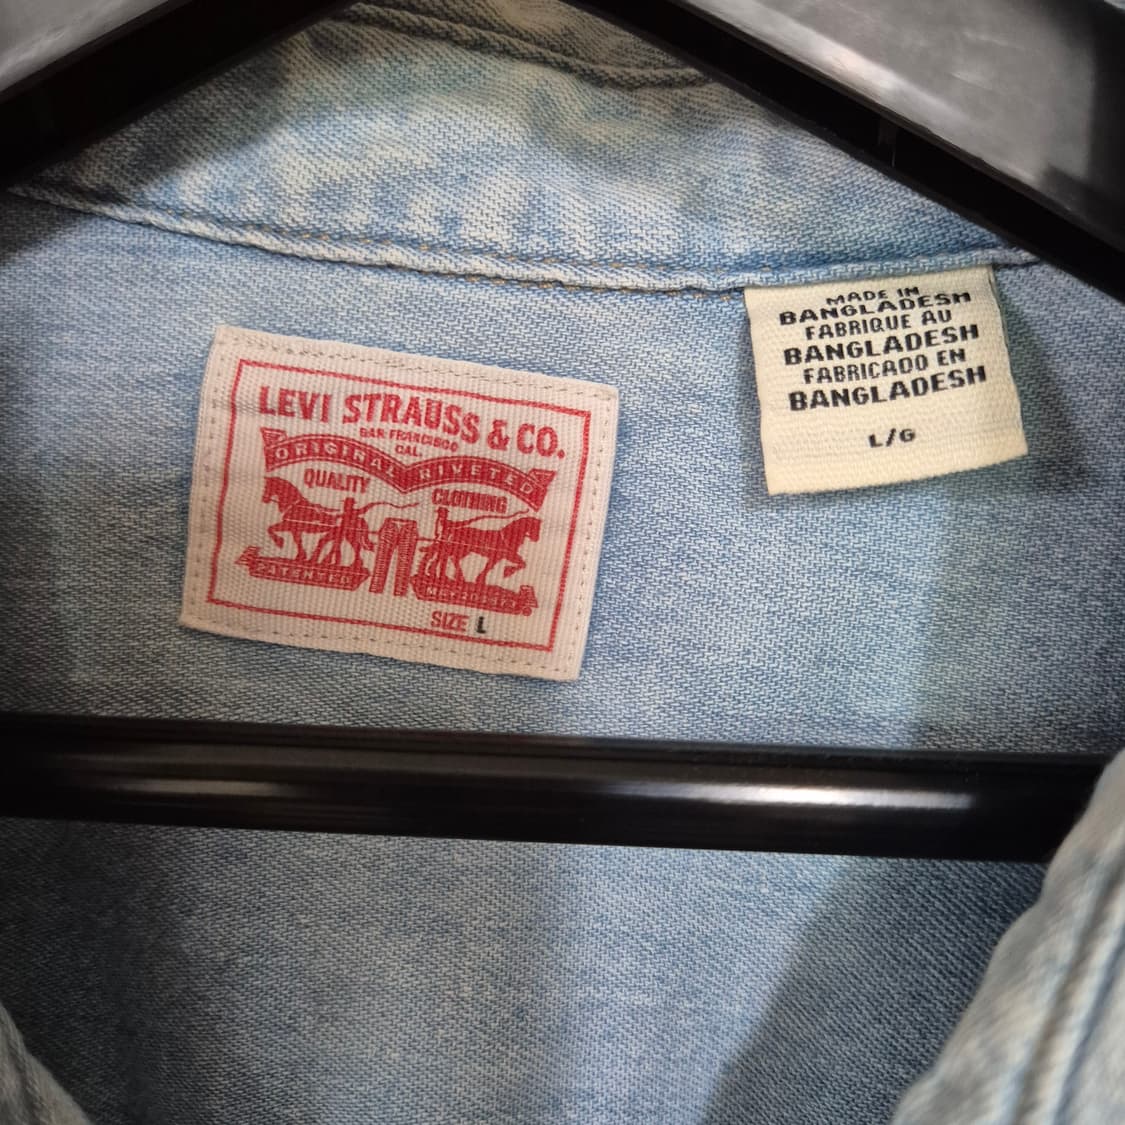 LEVI STRAUSS & CO.
SAN FRANCISCO
CAL.
ORIGINAL RIVETED
QUALITY CLOTHING
PATENTED
SIZE L
MADE IN
BANGLADESH
FABRIQUE AU
BANGLADESH
FABRICADO EN
BANGLADESH
L/G